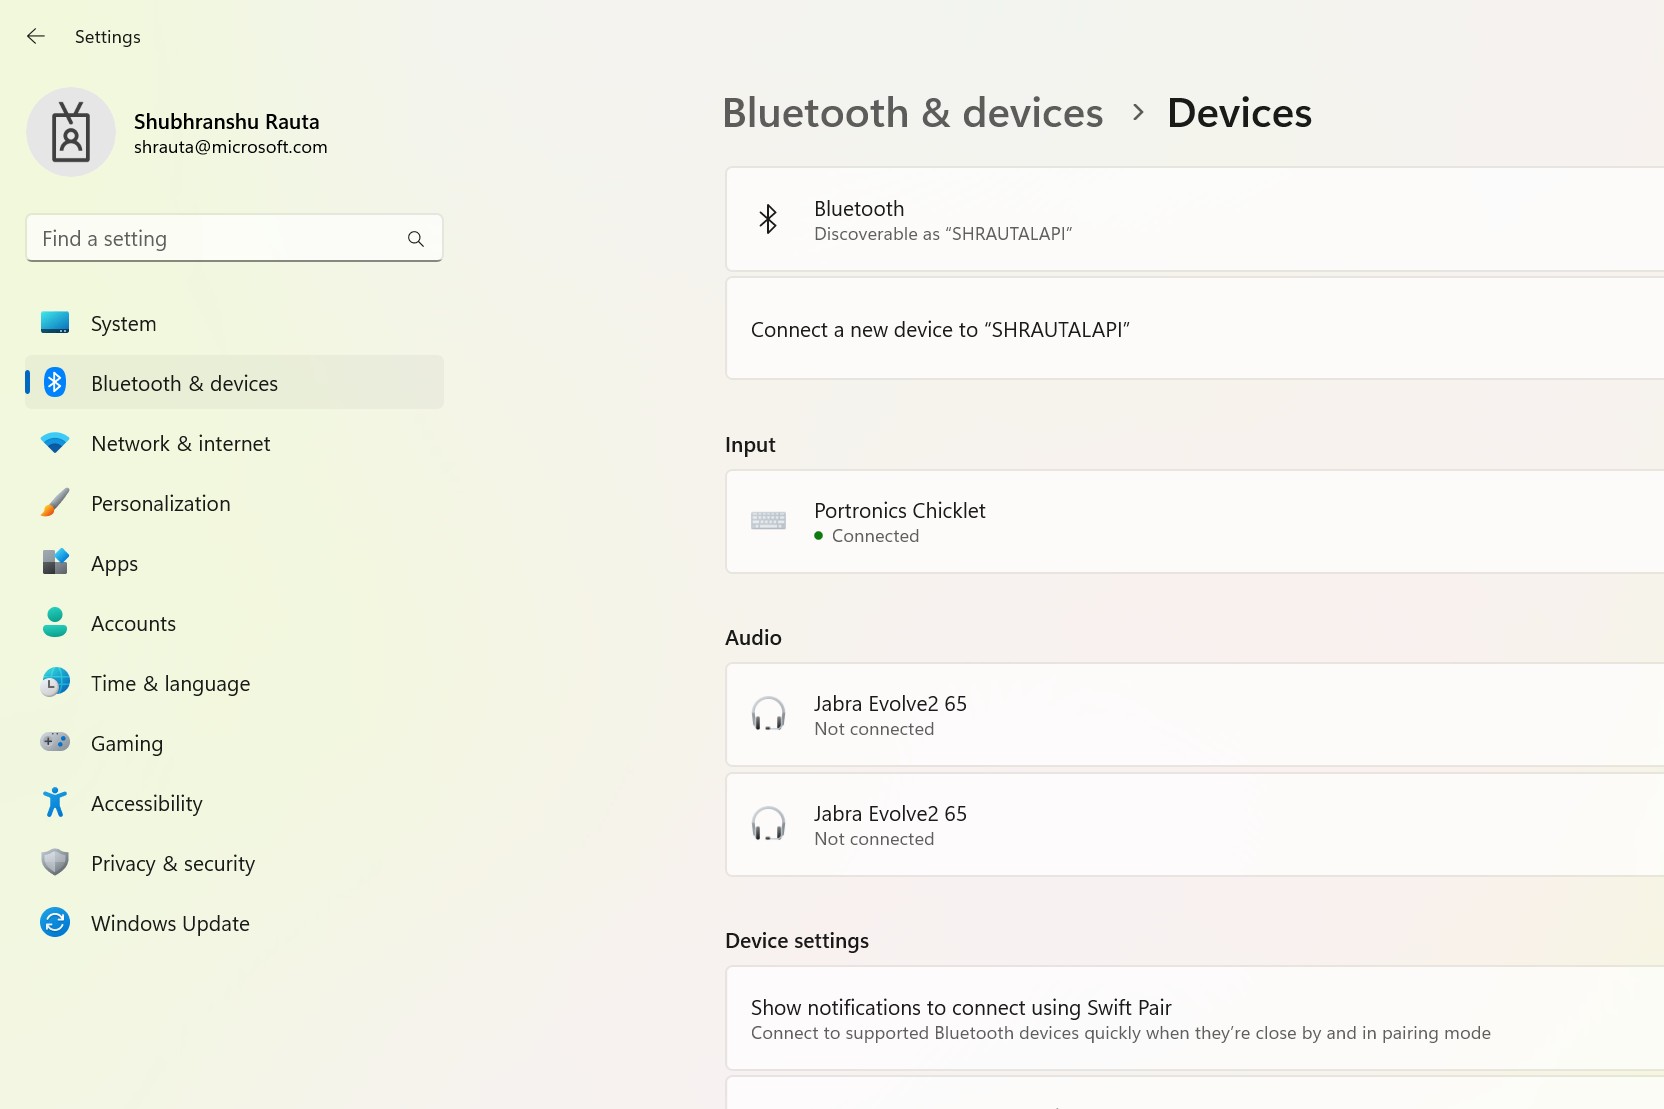 Settings
Shubhranshu Rauta
shrauta@microsoft.com
Find a setting
System
Bluetooth & devices
Network & internet
Personalization
Apps
Accounts
Time & language
Gaming
Accessibility
Privacy & security
Windows Update
Bluetooth & devices > Devices
Bluetooth
Discoverable as “SHRAUTALAPI”
Connect a new device to “SHRAUTALAPI”
Input
Portronics Chicklet
Connected
Audio
Jabra Evolve2 65
Not connected
Jabra Evolve2 65
Not connected
Device settings
Show notifications to connect using Swift Pair
Connect to supported Bluetooth devices quickly when they’re close by and in pairing mode